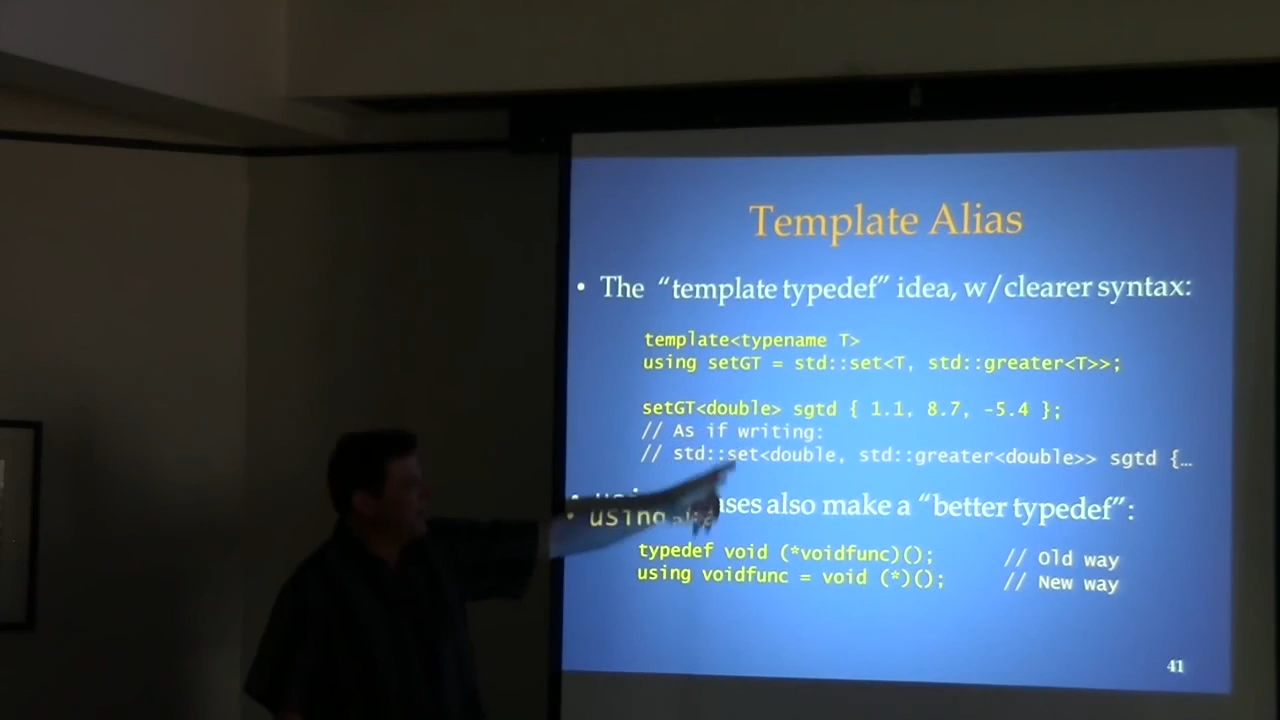 Template Alias
• The “template typedef” idea, w/clearer syntax:
template<typename T>
using setGT = std::set<T, std::greater<T>>;
setGT<double> sgtd { 1.1, 8.7, -5.4 };
// As if writing:
// std::set<double, std::greater<double>> sgtd {…
• using also make a “better typedef”:
typedef void (*voidfunc)(); // Old way
using voidfunc = void (*)(); // New way
41